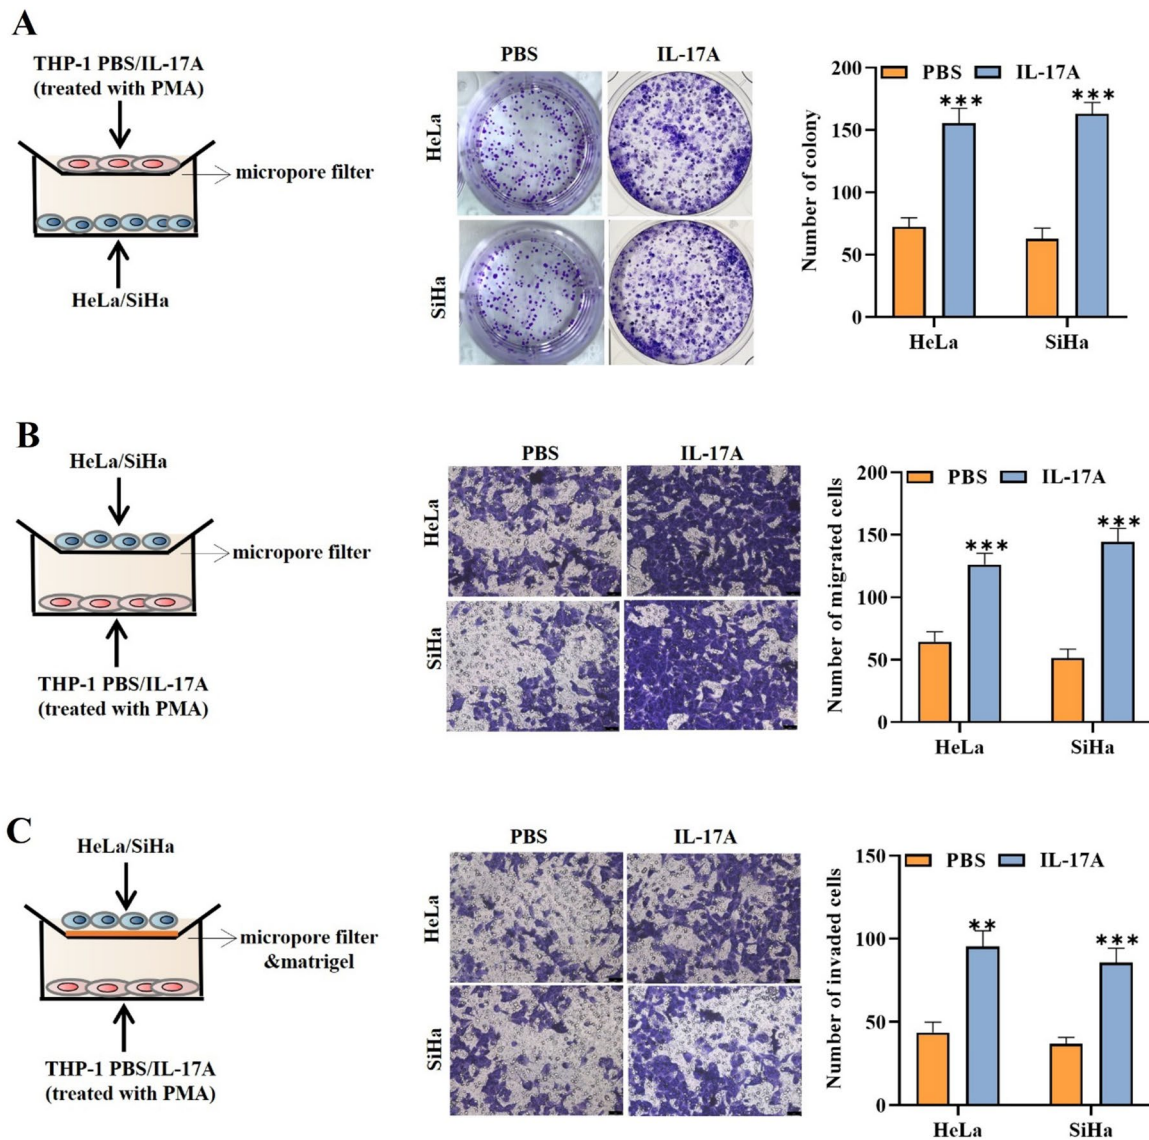 A
THP-1 PBS/IL-17A
(treated with PMA)
micropore filter
HeLa/SiHa
PBS
IL-17A
HeLa
SiHa
PBS
IL-17A
200
150
100
50
0
Number of colony
***
***
HeLa
SiHa
B
HeLa/SiHa
micropore filter
THP-1 PBS/IL-17A
(treated with PMA)
PBS
IL-17A
HeLa
SiHa
PBS
IL-17A
200
150
100
50
0
Number of migrated cells
***
***
HeLa
SiHa
C
HeLa/SiHa
micropore filter
&matrigel
THP-1 PBS/IL-17A
(treated with PMA)
PBS
IL-17A
HeLa
SiHa
PBS
IL-17A
150
100
50
0
Number of invaded cells
**
***
HeLa
SiHa